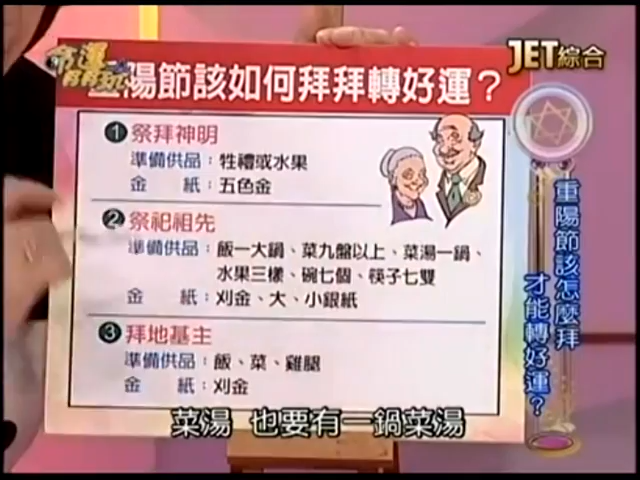 命運好好玩
JET綜合
重陽節該如何拜拜轉好運？
1 祭拜神明
準備供品：牲禮或水果
金　紙：五色金
2 祭祀祖先
準備供品：飯一大鍋、菜九盤以上、菜湯一鍋、
水果三樣、碗七個、筷子七雙
金　紙：刈金、大、小銀紙
3 拜地基主
準備供品：飯、菜、雞腿
金　紙：刈金
重陽節該怎麼拜
才能轉好運？
菜湯 也要有一鍋菜湯